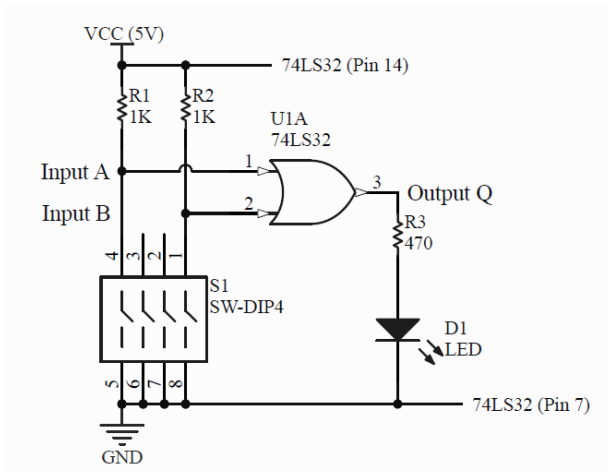 VCC (5V)
74LS32 (Pin 14)
R1
1K
R2
1K
U1A
74LS32
Input A
1
3
Output Q
Input B
2
R3
470
4
3
2
1
S1
SW-DIP4
D1
LED
5
6
7
8
74LS32 (Pin 7)
GND